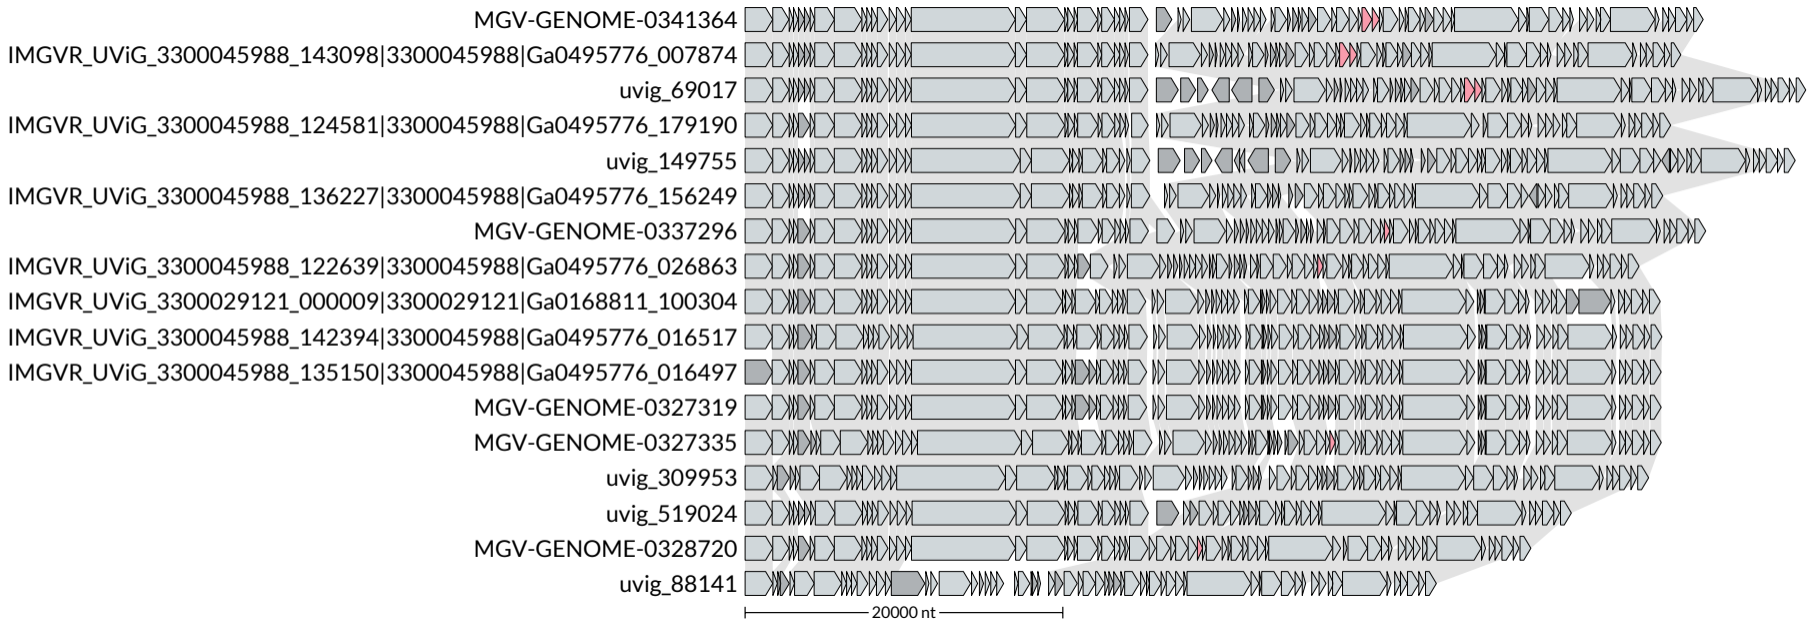 MGV-GENOME-0341364
IMGVR_UViG_3300045988_143098|3300045988|Ga0495776_007874
uvig_69017
IMGVR_UViG_3300045988_124581|3300045988|Ga0495776_179190
uvig_149755
IMGVR_UViG_3300045988_136227|3300045988|Ga0495776_156249
MGV-GENOME-0337296
IMGVR_UViG_3300045988_122639|3300045988|Ga0495776_026863
IMGVR_UViG_3300029121_000009|3300029121|Ga0168811_100304
IMGVR_UViG_3300045988_142394|3300045988|Ga0495776_016517
IMGVR_UViG_3300045988_135150|3300045988|Ga0495776_016497
MGV-GENOME-0327319
MGV-GENOME-0327335
uvig_309953
uvig_519024
MGV-GENOME-0328720
uvig_88141
20000 nt